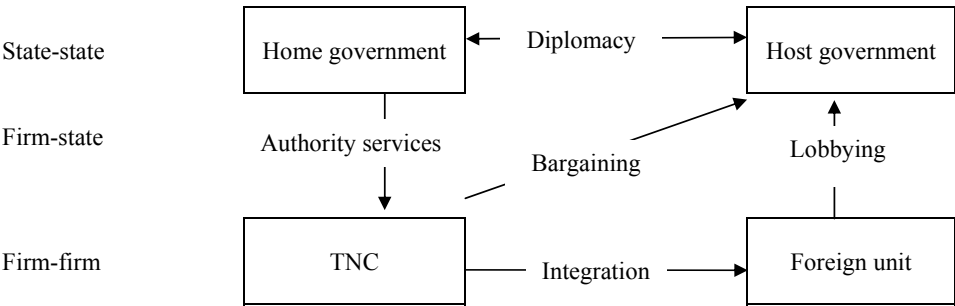 State-state
Home government
Diplomacy
Host government
Firm-state
Authority services
Bargaining
Lobbying
Firm-firm
TNC
Integration
Foreign unit